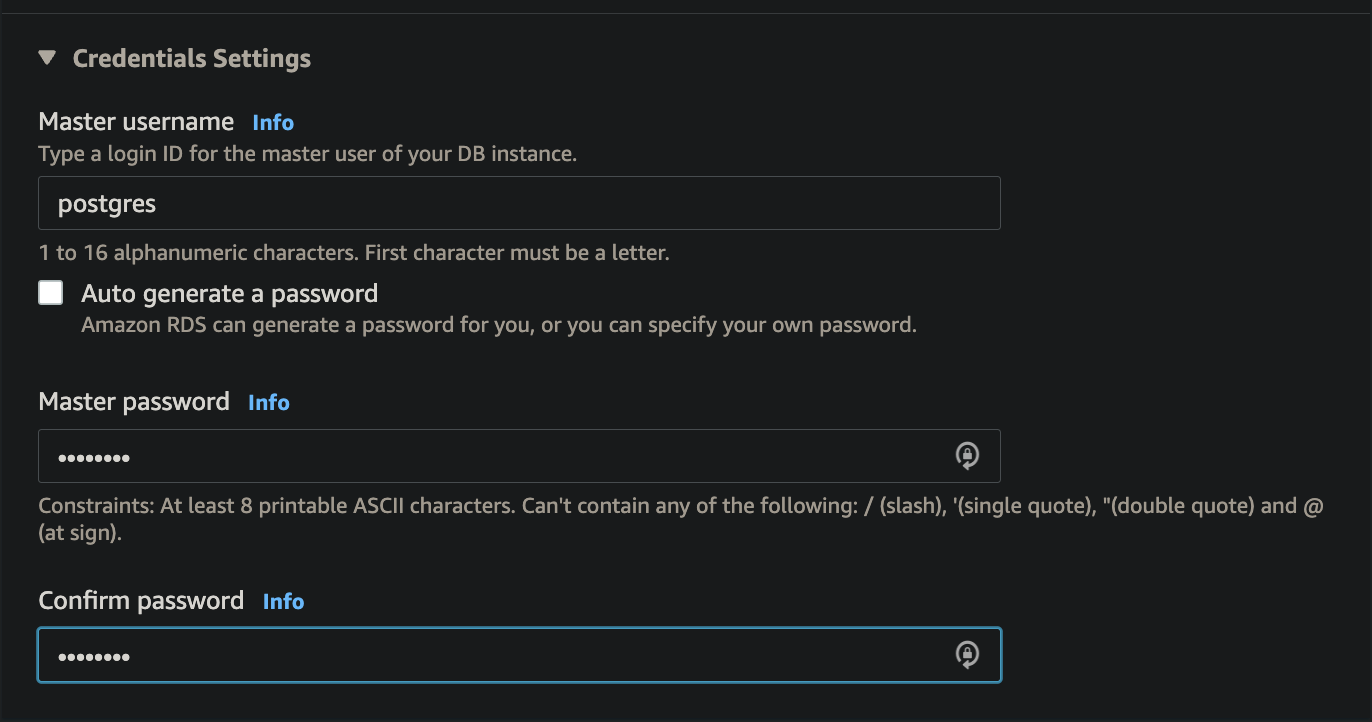 Credentials Settings
Master username Info
Type a login ID for the master user of your DB instance.
postgres
1 to 16 alphanumeric characters. First character must be a letter.
Auto generate a password
Amazon RDS can generate a password for you, or you can specify your own password.
Master password Info
••••••••
Constraints: At least 8 printable ASCII characters. Can't contain any of the following: / (slash), '(single quote), "(double quote) and @
(at sign).
Confirm password Info
••••••••